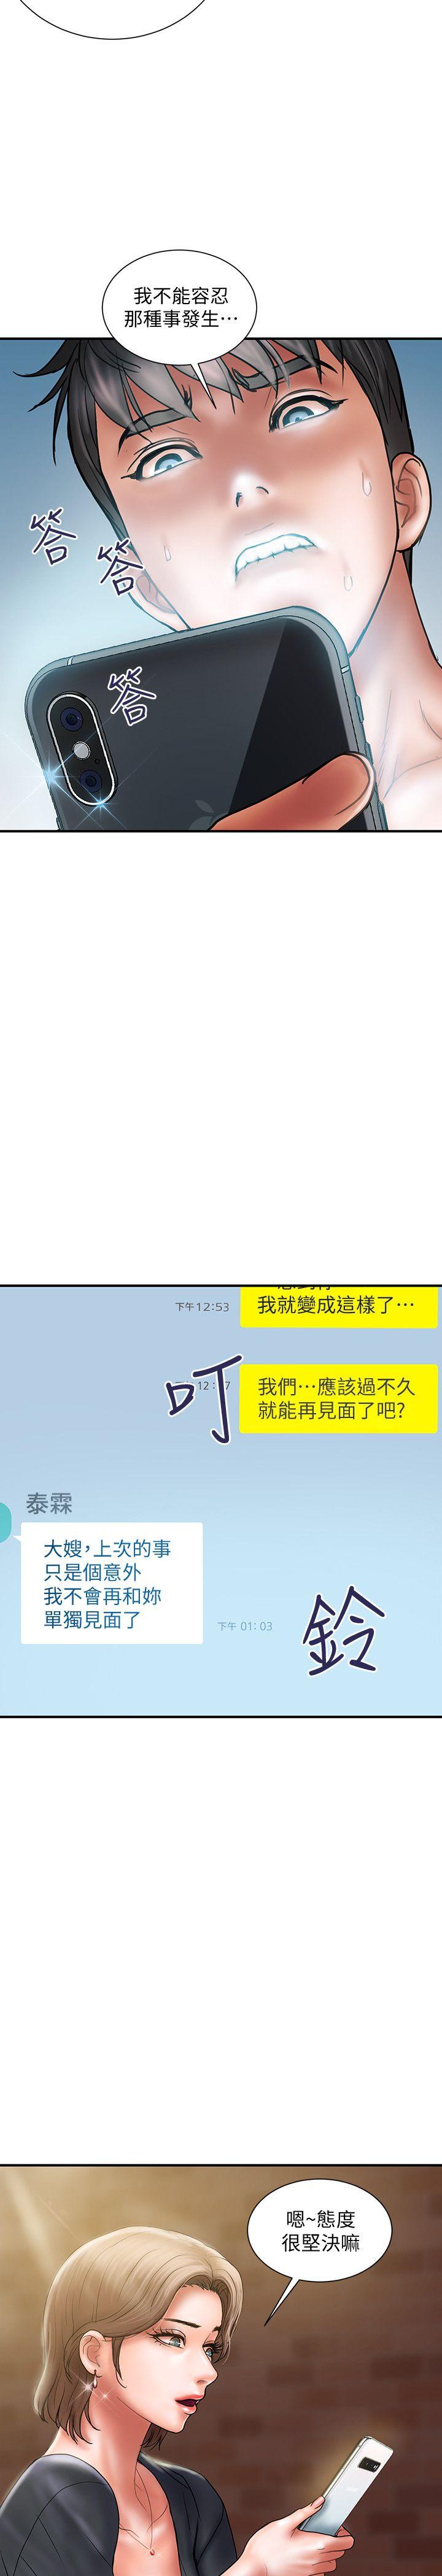 我不能容忍
那種事發生…
答
答
答
下午12:53
我就變成這樣了…
我們…應該過不久
就能再見面了吧?
叮
泰霖
大嫂,上次的事
只是個意外
我不會再和妳
單獨見面了
下午 01:03
鈴
嗯~態度
很堅決嘛